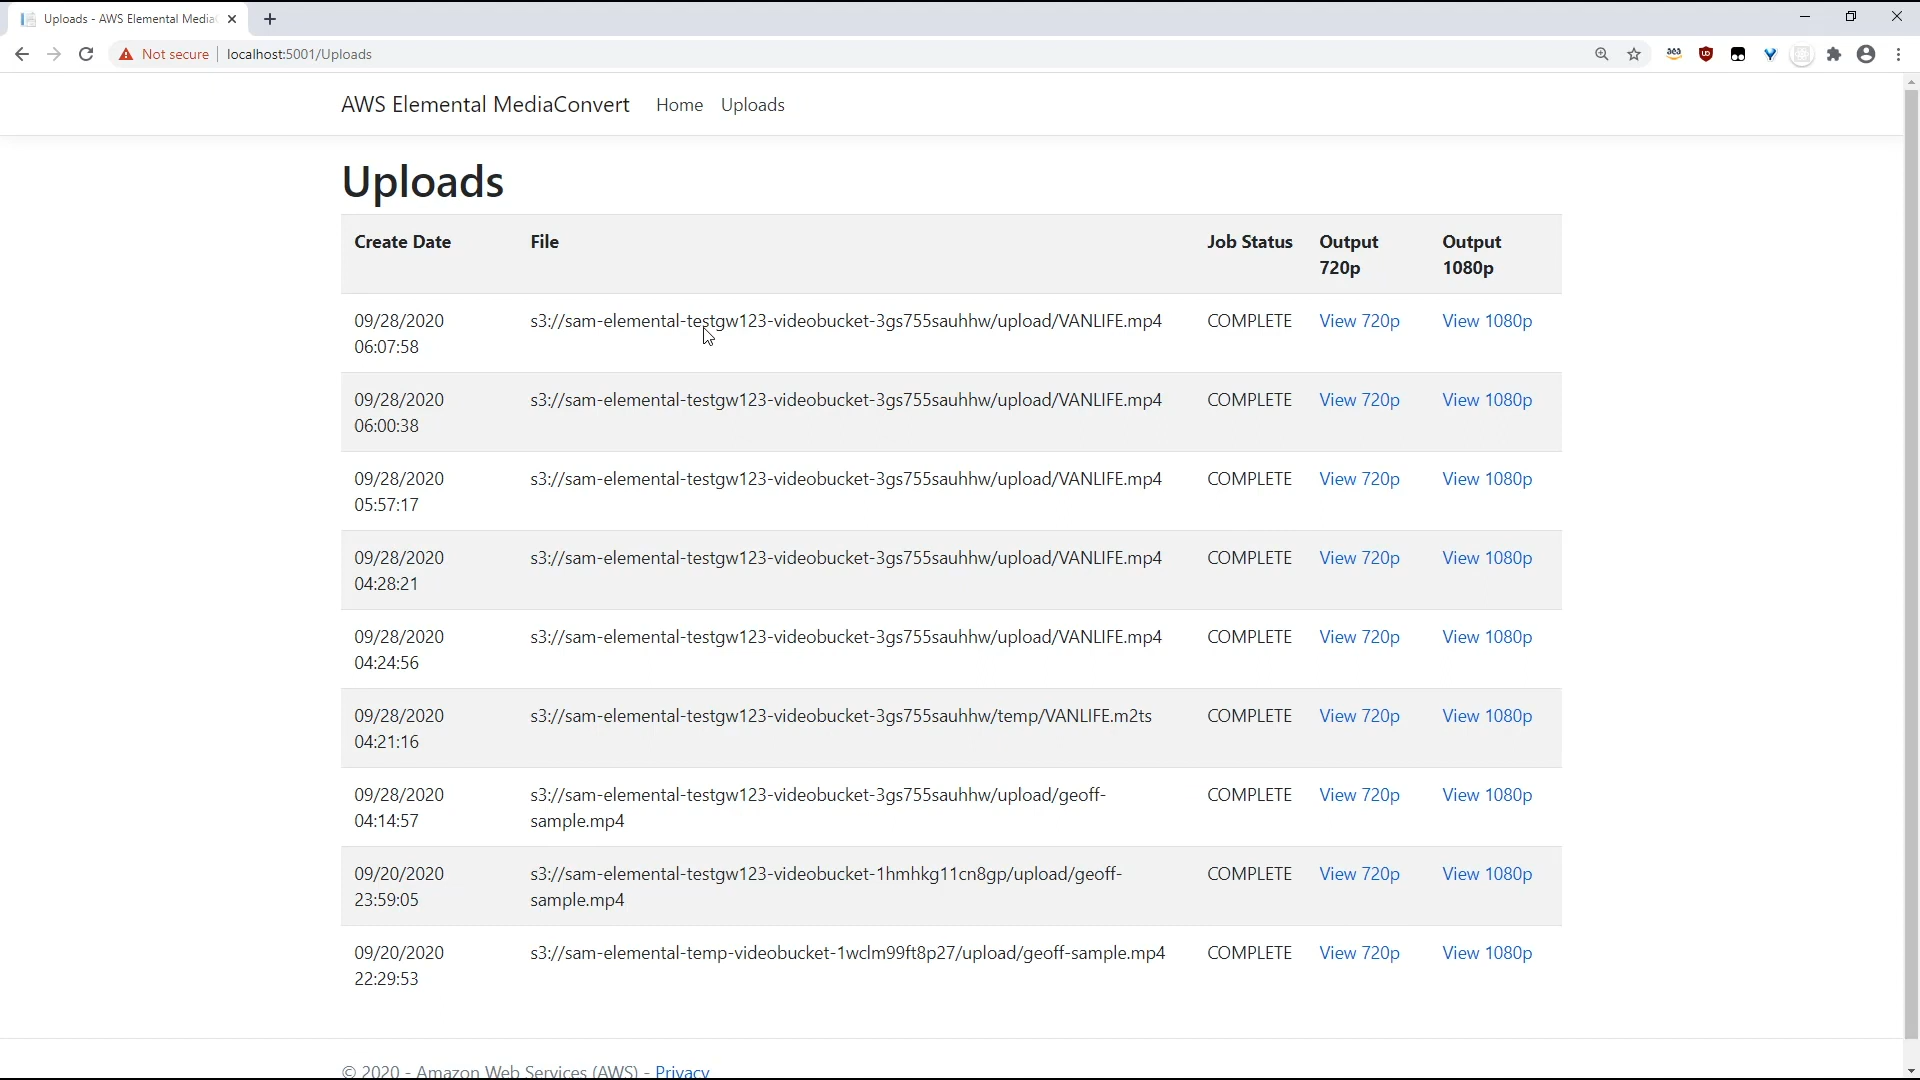 Uploads - AWS Elemental Media
Not secure
localhost:5001/Uploads
AWS Elemental MediaConvert
Home
Uploads
Uploads
Create Date
File
Job Status
Output
720p
Output
1080p
09/28/2020
06:07:58
s3://sam-elemental-testgw123-videobucket-3gs755sauhhw/upload/VANLIFE.mp4
COMPLETE
View 720p
View 1080p
09/28/2020
06:00:38
s3://sam-elemental-testgw123-videobucket-3gs755sauhhw/upload/VANLIFE.mp4
COMPLETE
View 720p
View 1080p
09/28/2020
05:57:17
s3://sam-elemental-testgw123-videobucket-3gs755sauhhw/upload/VANLIFE.mp4
COMPLETE
View 720p
View 1080p
09/28/2020
04:28:21
s3://sam-elemental-testgw123-videobucket-3gs755sauhhw/upload/VANLIFE.mp4
COMPLETE
View 720p
View 1080p
09/28/2020
04:24:56
s3://sam-elemental-testgw123-videobucket-3gs755sauhhw/upload/VANLIFE.mp4
COMPLETE
View 720p
View 1080p
09/28/2020
04:21:16
s3://sam-elemental-testgw123-videobucket-3gs755sauhhw/temp/VANLIFE.m2ts
COMPLETE
View 720p
View 1080p
09/28/2020
04:14:57
s3://sam-elemental-testgw123-videobucket-3gs755sauhhw/upload/geoff-
sample.mp4
COMPLETE
View 720p
View 1080p
09/20/2020
23:59:05
s3://sam-elemental-testgw123-videobucket-1hmhkg11cn8gp/upload/geoff-
sample.mp4
COMPLETE
View 720p
View 1080p
09/20/2020
22:29:53
s3://sam-elemental-temp-videobucket-1wclm99ft8p27/upload/geoff-sample.mp4
COMPLETE
View 720p
View 1080p
© 2020 - Amazon Web Services (AWS) - Privacy